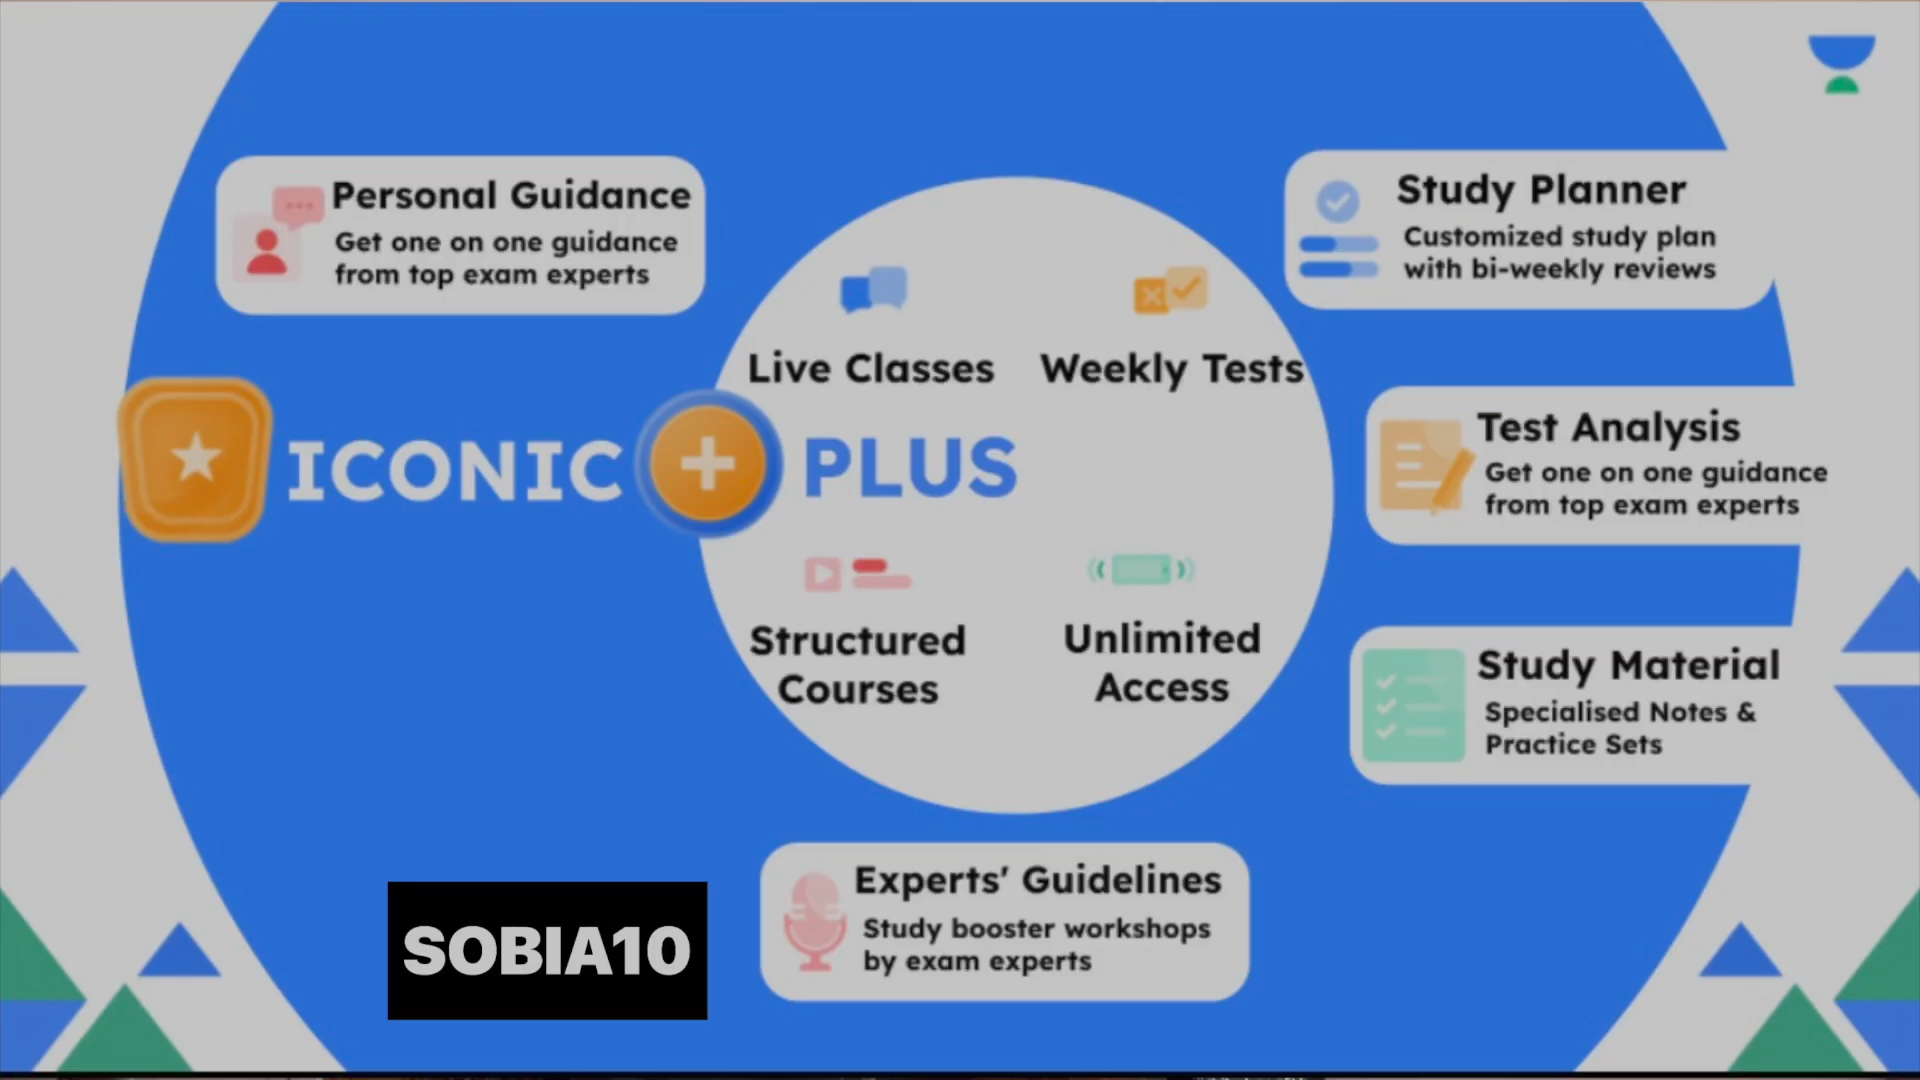 Personal Guidance
Get one on one guidance
from top exam experts
Study Planner
Customized study plan
with bi-weekly reviews
Live Classes
Weekly Tests
ICONIC
PLUS
Test Analysis
Get one on one guidance
from top exam experts
Structured
Courses
Unlimited
Access
Study Material
Specialised Notes &
Practice Sets
Experts' Guidelines
Study booster workshops
by exam experts
SOBIA10